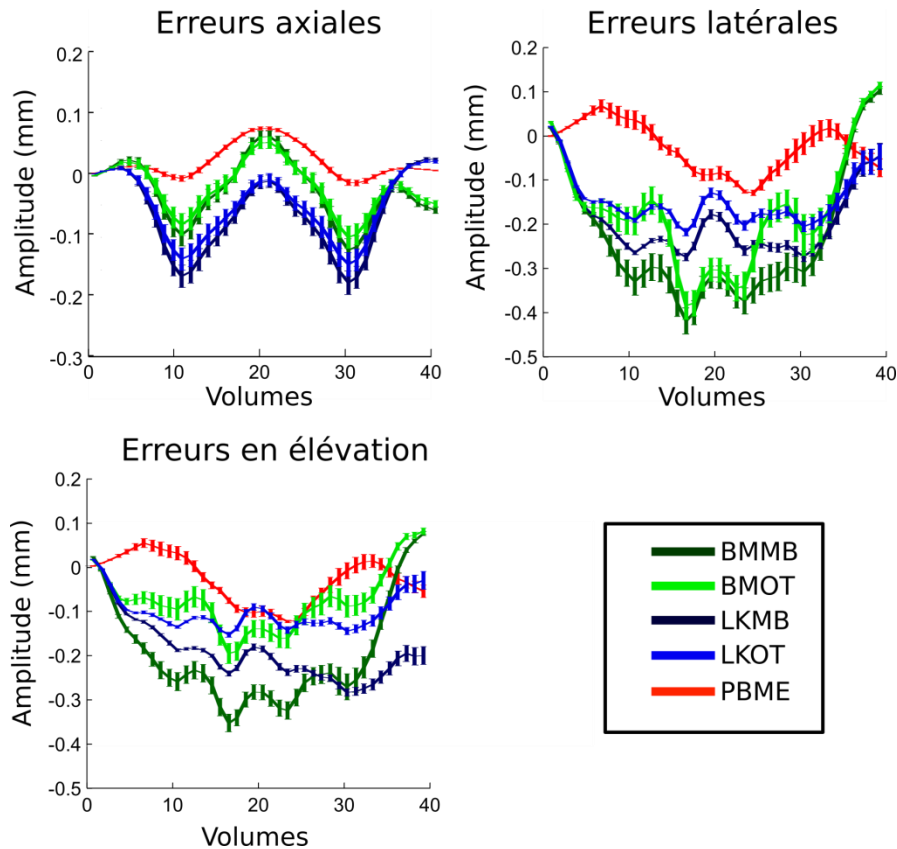 Erreurs axiales
0.2
0.1
0
-0.1
-0.2
-0.3
Amplitude (mm)
0 10 20 30 40
Volumes
Erreurs latérales
0.2
0.1
0
-0.1
-0.2
-0.3
-0.4
-0.5
Amplitude (mm)
0 10 20 30 40
Volumes
Erreurs en élévation
0.2
0.1
0
-0.1
-0.2
-0.3
-0.4
-0.5
Amplitude (mm)
0 10 20 30 40
Volumes
BMMB
BMOT
LKMB
LKOT
PBME